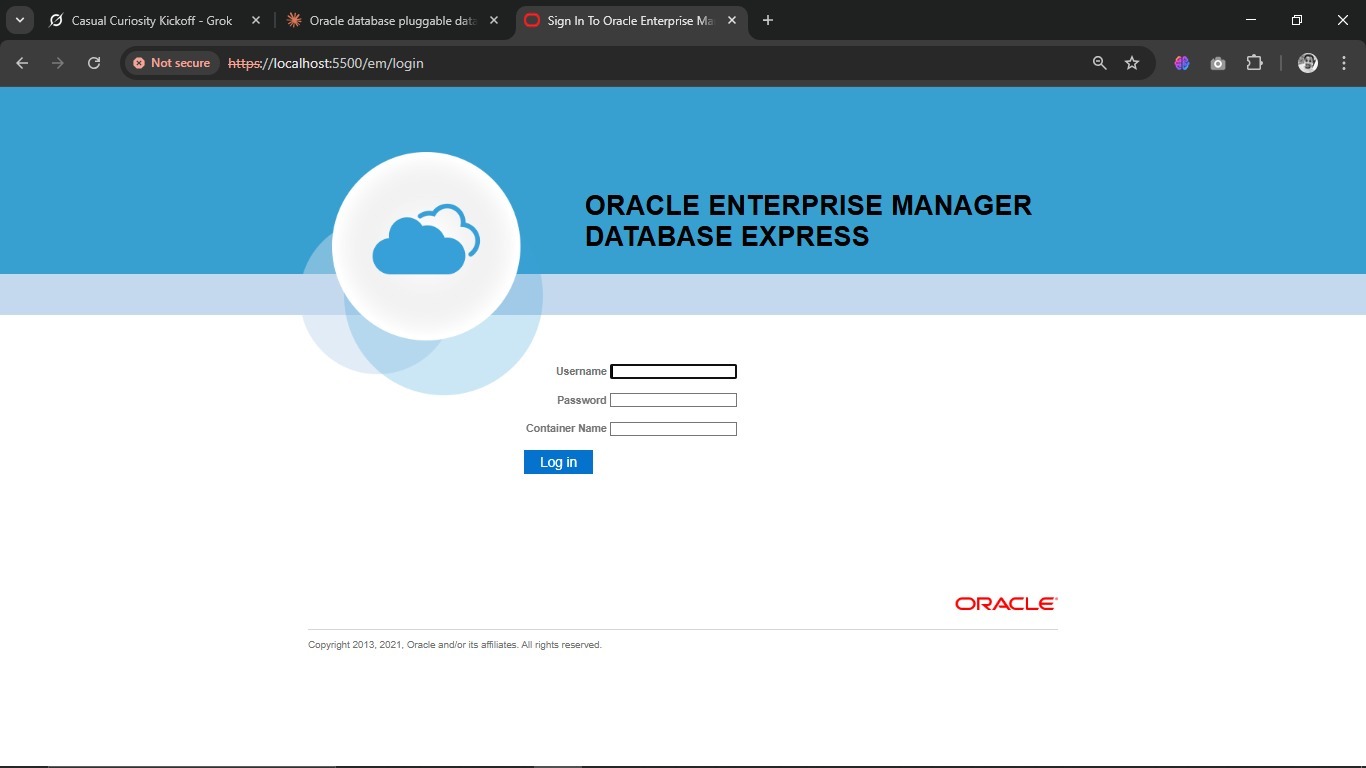 Casual Curiosity Kickoff - Grok
Oracle database pluggable data
Sign In To Oracle Enterprise Ma
Not secure
https://localhost:5500/em/login
ORACLE ENTERPRISE MANAGER
DATABASE EXPRESS
Username
Password
Container Name
Log in
ORACLE
Copyright 2013, 2021, Oracle and/or its affiliates. All rights reserved.